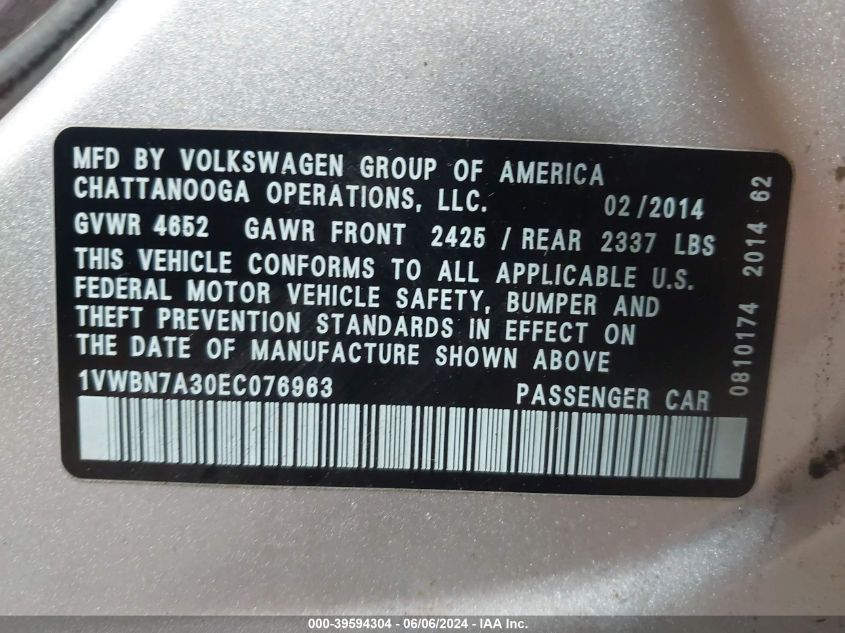 MFD BY VOLKSWAGEN GROUP OF AMERICA
CHATTANOOGA OPERATIONS, LLC. 02/2014
GVWR 4652 GAWR FRONT 2425 / REAR 2337 LBS
THIS VEHICLE CONFORMS TO ALL APPLICABLE U.S.
FEDERAL MOTOR VEHICLE SAFETY, BUMPER AND
THEFT PREVENTION STANDARDS IN EFFECT ON
THE DATE OF MANUFACTURE SHOWN ABOVE
1VWBN7A30EC076963 PASSENGER CAR
0810174 2014 62
000-39594304 - 06/06/2024 - IAAI.com